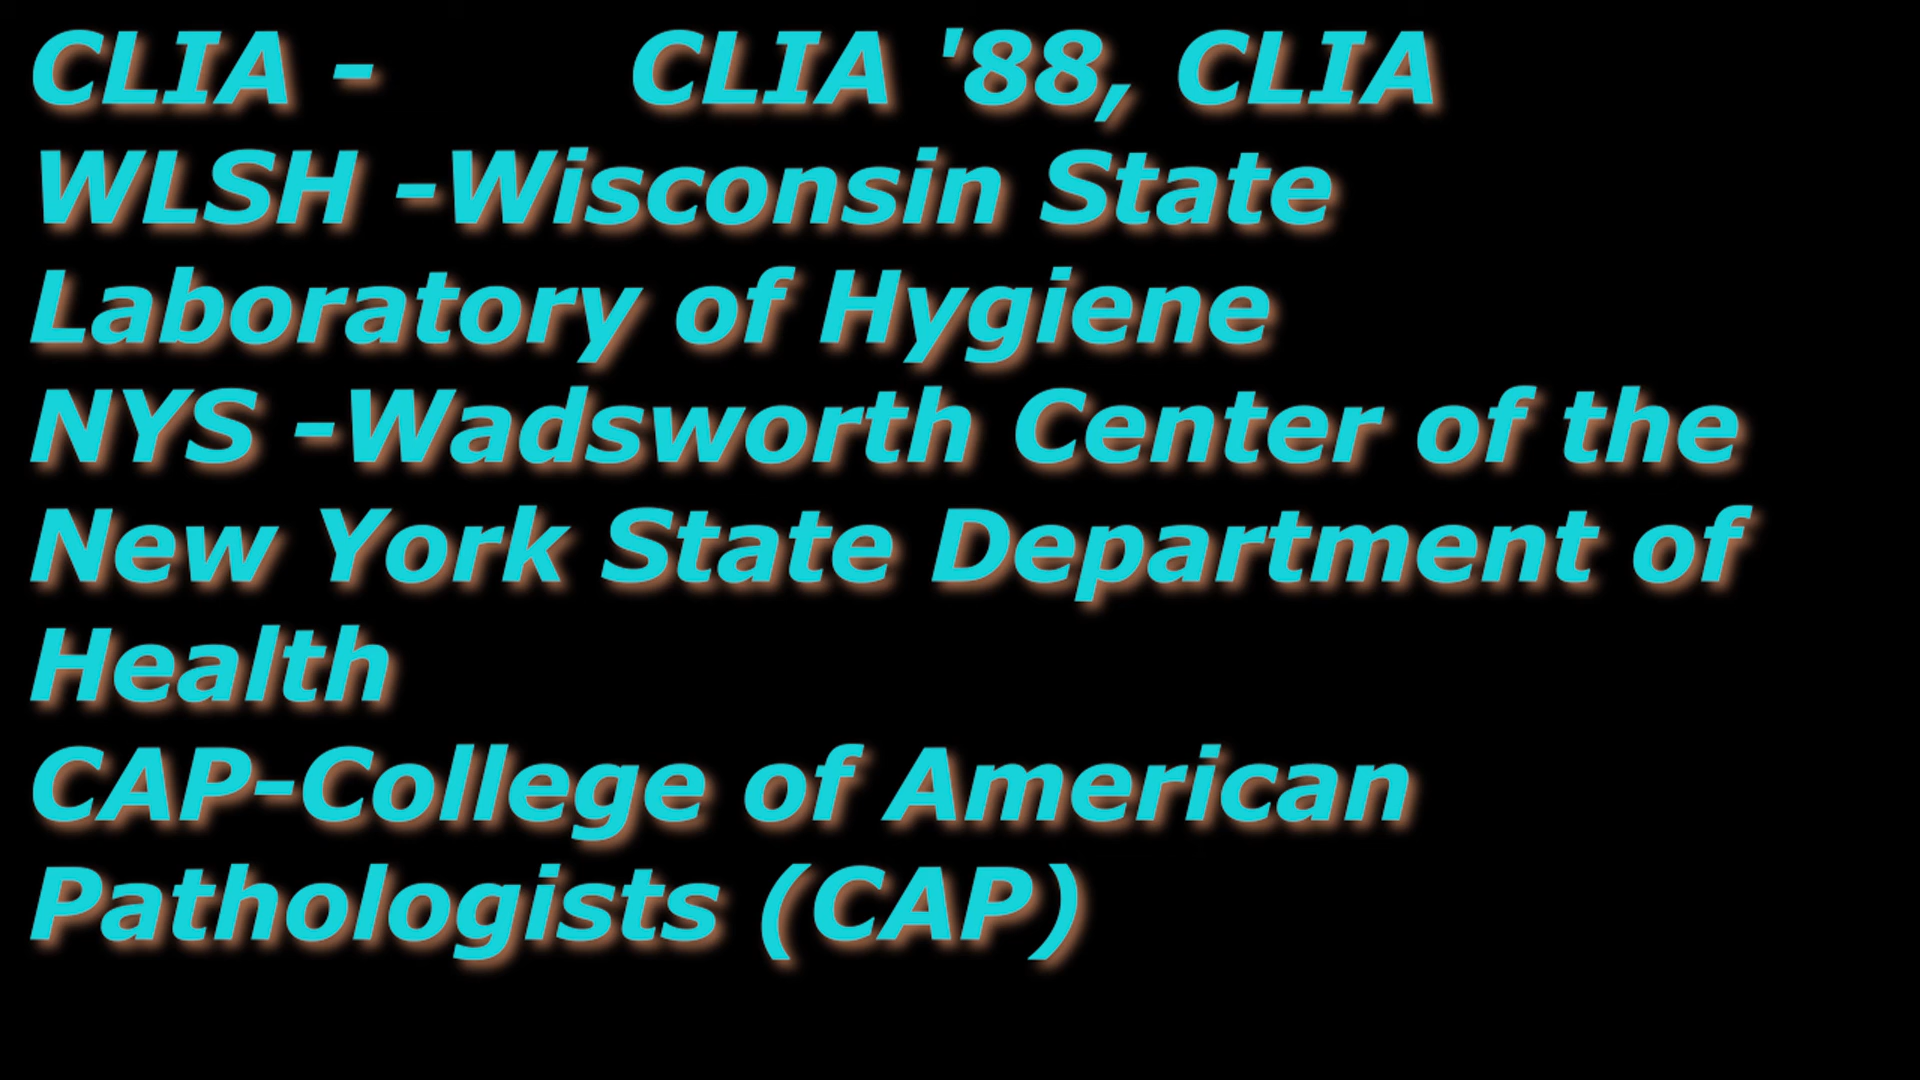 CLIA - CLIA '88, CLIA
WLSH -Wisconsin State
Laboratory of Hygiene
NYS -Wadsworth Center of the
New York State Department of
Health
CAP-College of American
Pathologists (CAP)